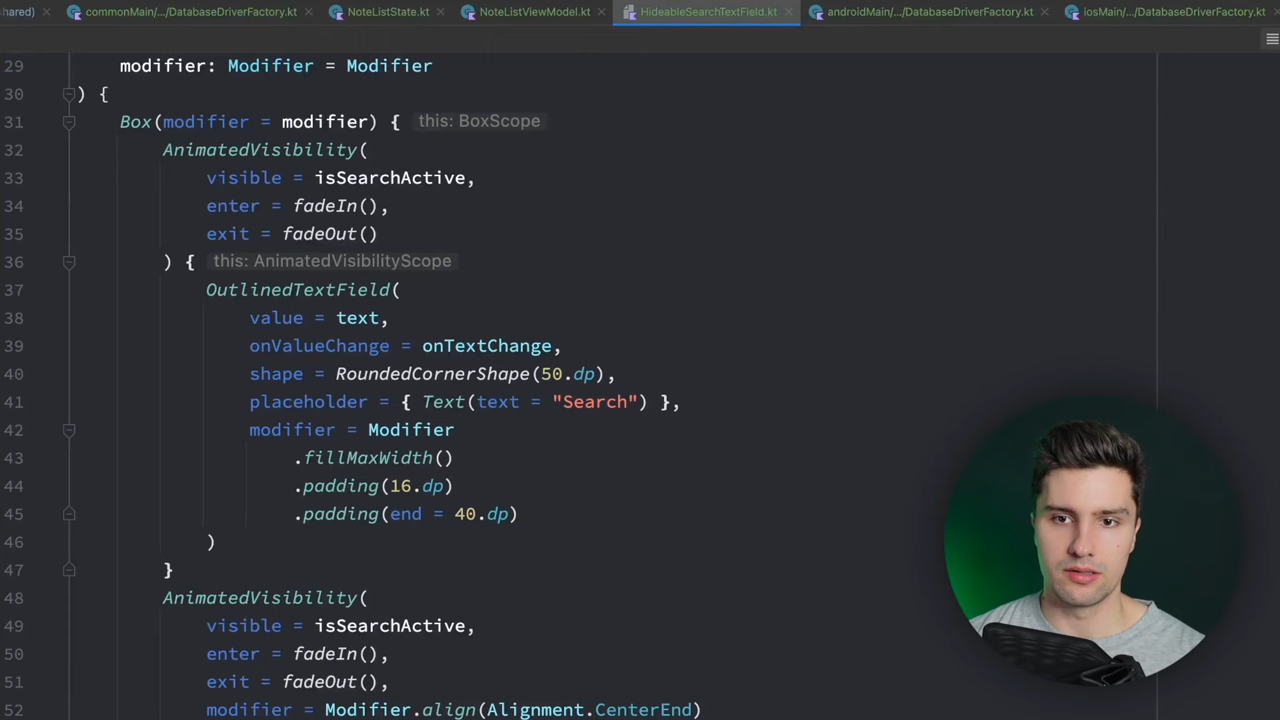 shared)
commonMain/.../DatabaseDriverFactory.kt
NoteListState.kt
NoteListViewModel.kt
HideableSearchTextField.kt
androidMain/.../DatabaseDriverFactory.kt
iosMain/.../DatabaseDriverFactory.kt
29 modifier: Modifier = Modifier
30 ) {
31 Box(modifier = modifier) { this: BoxScope
32 AnimatedVisibility(
33 visible = isSearchActive,
34 enter = fadeIn(),
35 exit = fadeOut()
36 ) { this: AnimatedVisibilityScope
37 OutlinedTextField(
38 value = text,
39 onValueChange = onTextChange,
40 shape = RoundedCornerShape(50.dp),
41 placeholder = { Text(text = "Search") },
42 modifier = Modifier
43 .fillMaxWidth()
44 .padding(16.dp)
45 .padding(end = 40.dp)
46 )
47 }
48 AnimatedVisibility(
49 visible = isSearchActive,
50 enter = fadeIn(),
51 exit = fadeOut(),
52 modifier = Modifier.align(Alignment.CenterEnd)